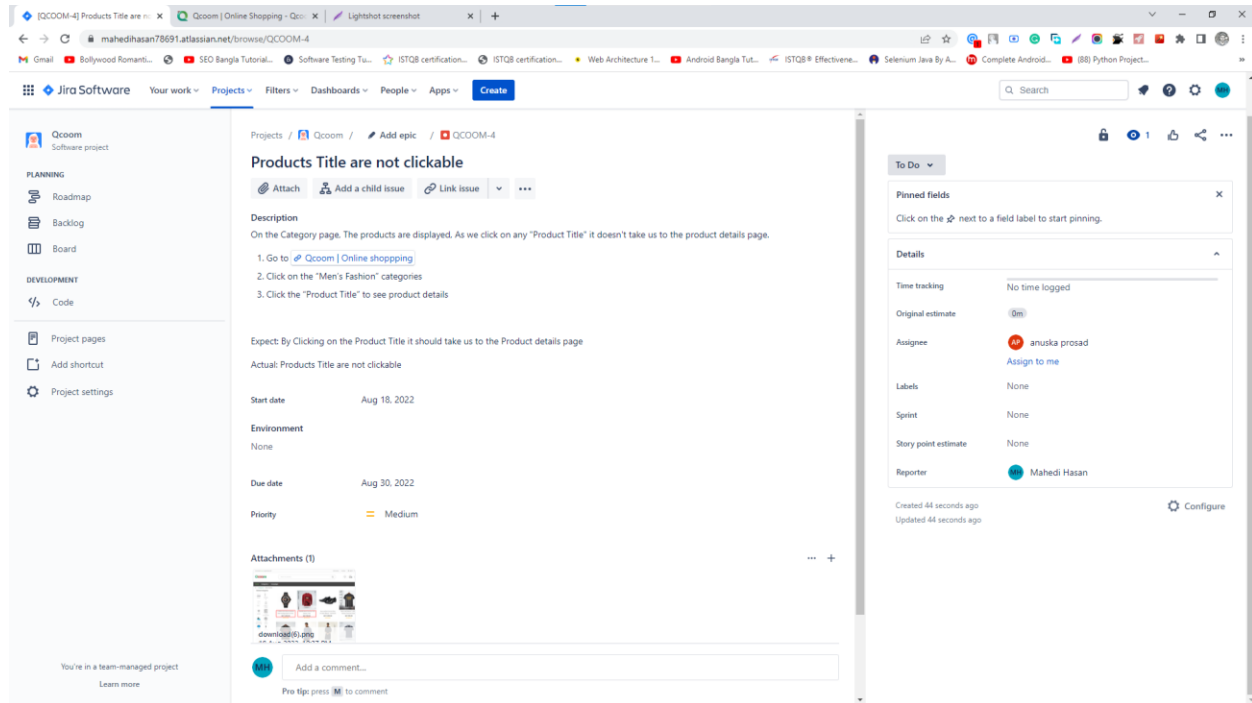 [QCOOM-4] Products Title are no
Qcoom | Online Shopping - Qcoo
Lightshot screenshot
mahedihasan78691.atlassian.net/browse/QCOOM-4
Gmail
Bollywood Romanti...
SEO Bangla Tutorial...
Software Testing Tu...
ISTQB certification...
ISTQB certification...
Web Architecture 1...
Android Bangla Tut...
ISTQB® Effectivene...
Selenium Java By A...
Complete Android...
(88) Python Project...
Jira Software
Your work
Projects
Filters
Dashboards
People
Apps
Create
Search
MH
Qcoom
Software project
PLANNING
Roadmap
Backlog
Board
DEVELOPMENT
Code
Project pages
Add shortcut
Project settings
You're in a team-managed project
Learn more
Projects / Qcoom / Add epic / QCOOM-4
Products Title are not clickable
Attach
Add a child issue
Link issue
Description
On the Category page. The products are displayed. As we click on any "Product Title" it doesn't take us to the product details page.
1. Go to Qcoom | Online shoppping
2. Click on the "Men's Fashion" categories
3. Click the "Product Title" to see product details
Expect: By Clicking on the Product Title it should take us to the Product details page
Actual: Products Title are not clickable
Start date Aug 18, 2022
Environment
None
Due date Aug 30, 2022
Priority Medium
Attachments (1)
download(6).png
MH
Add a comment...
Pro tip: press M to comment
1
To Do
Pinned fields
Click on the next to a field label to start pinning.
Details
Time tracking No time logged
Original estimate 0m
Assignee AP anuska prosad
Assign to me
Labels None
Sprint None
Story point estimate None
Reporter MH Mahedi Hasan
Created 44 seconds ago
Updated 44 seconds ago
Configure